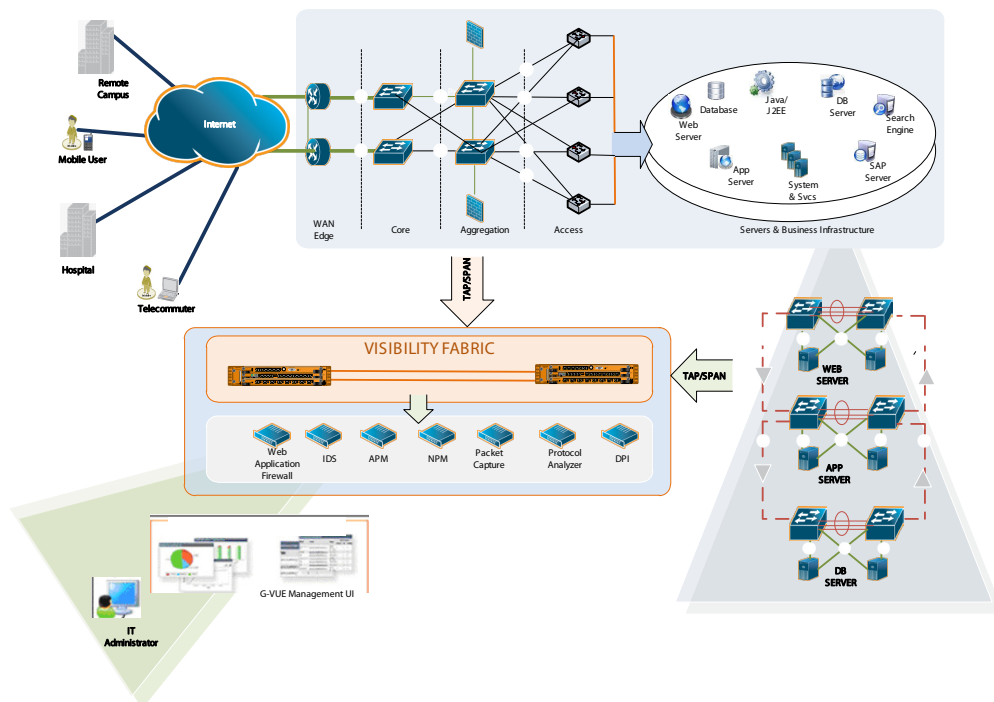 Remote
Campus
Internet
Mobile User
Hospital
Telecommuter
WAN
Edge
Core
Aggregation
Access
Web
Server
Database
Java/
J2EE
DB
Server
Search
Engine
App
Server
System
& Svcs
SAP
Server
Servers & Business Infrastructure
TAP/SPAN
VISIBILITY FABRIC
TAP/SPAN
Web
Application
Firewall
IDS
APM
NPM
Packet
Capture
Protocol
Analyzer
DPI
WEB
SERVER
APP
SERVER
DB
SERVER
G-VUE Management UI
IT
Administrator